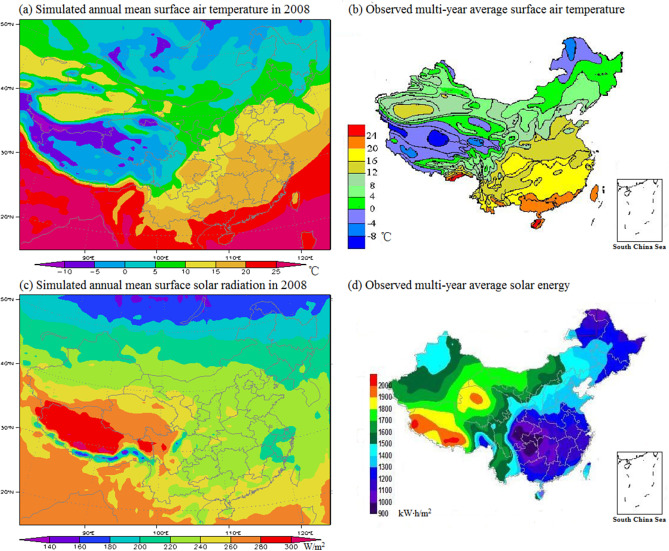 (a) Simulated annual mean surface air temperature in 2008
50°N
40°N
30°N
20°N
90°E 100°E 110°E 120°E
-10 -5 0 5 10 15 20 25 ℃
(b) Observed multi-year average surface air temperature
24
20
16
12
8
4
0
-4
-8 ℃
South China Sea
(c) Simulated annual mean surface solar radiation in 2008
50°N
40°N
30°N
20°N
90°E 100°E 110°E 120°E
140 160 180 200 220 240 260 280 300 W/m²
(d) Observed multi-year average solar energy
2000
1900
1800
1700
1600
1500
1400
1300
1200
1100
1000
900 kW·h/m²
South China Sea